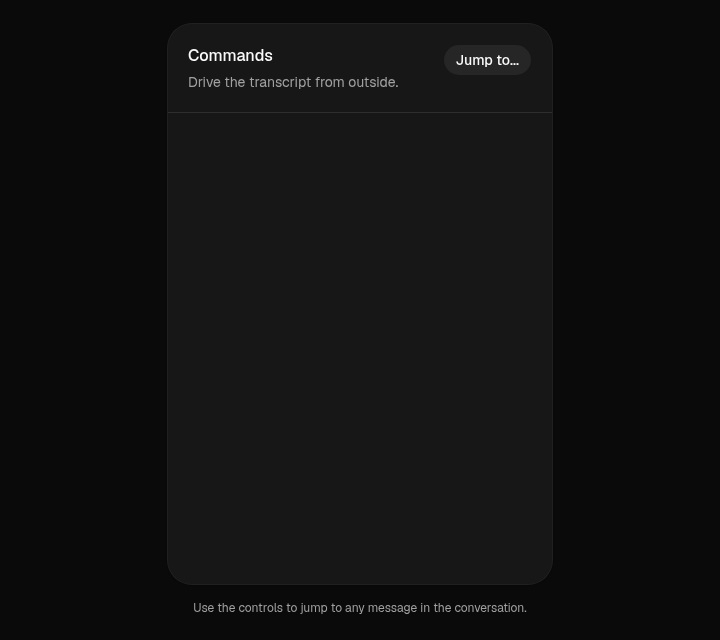 Commands
Jump to...
Drive the transcript from outside.
Use the controls to jump to any message in the conversation.